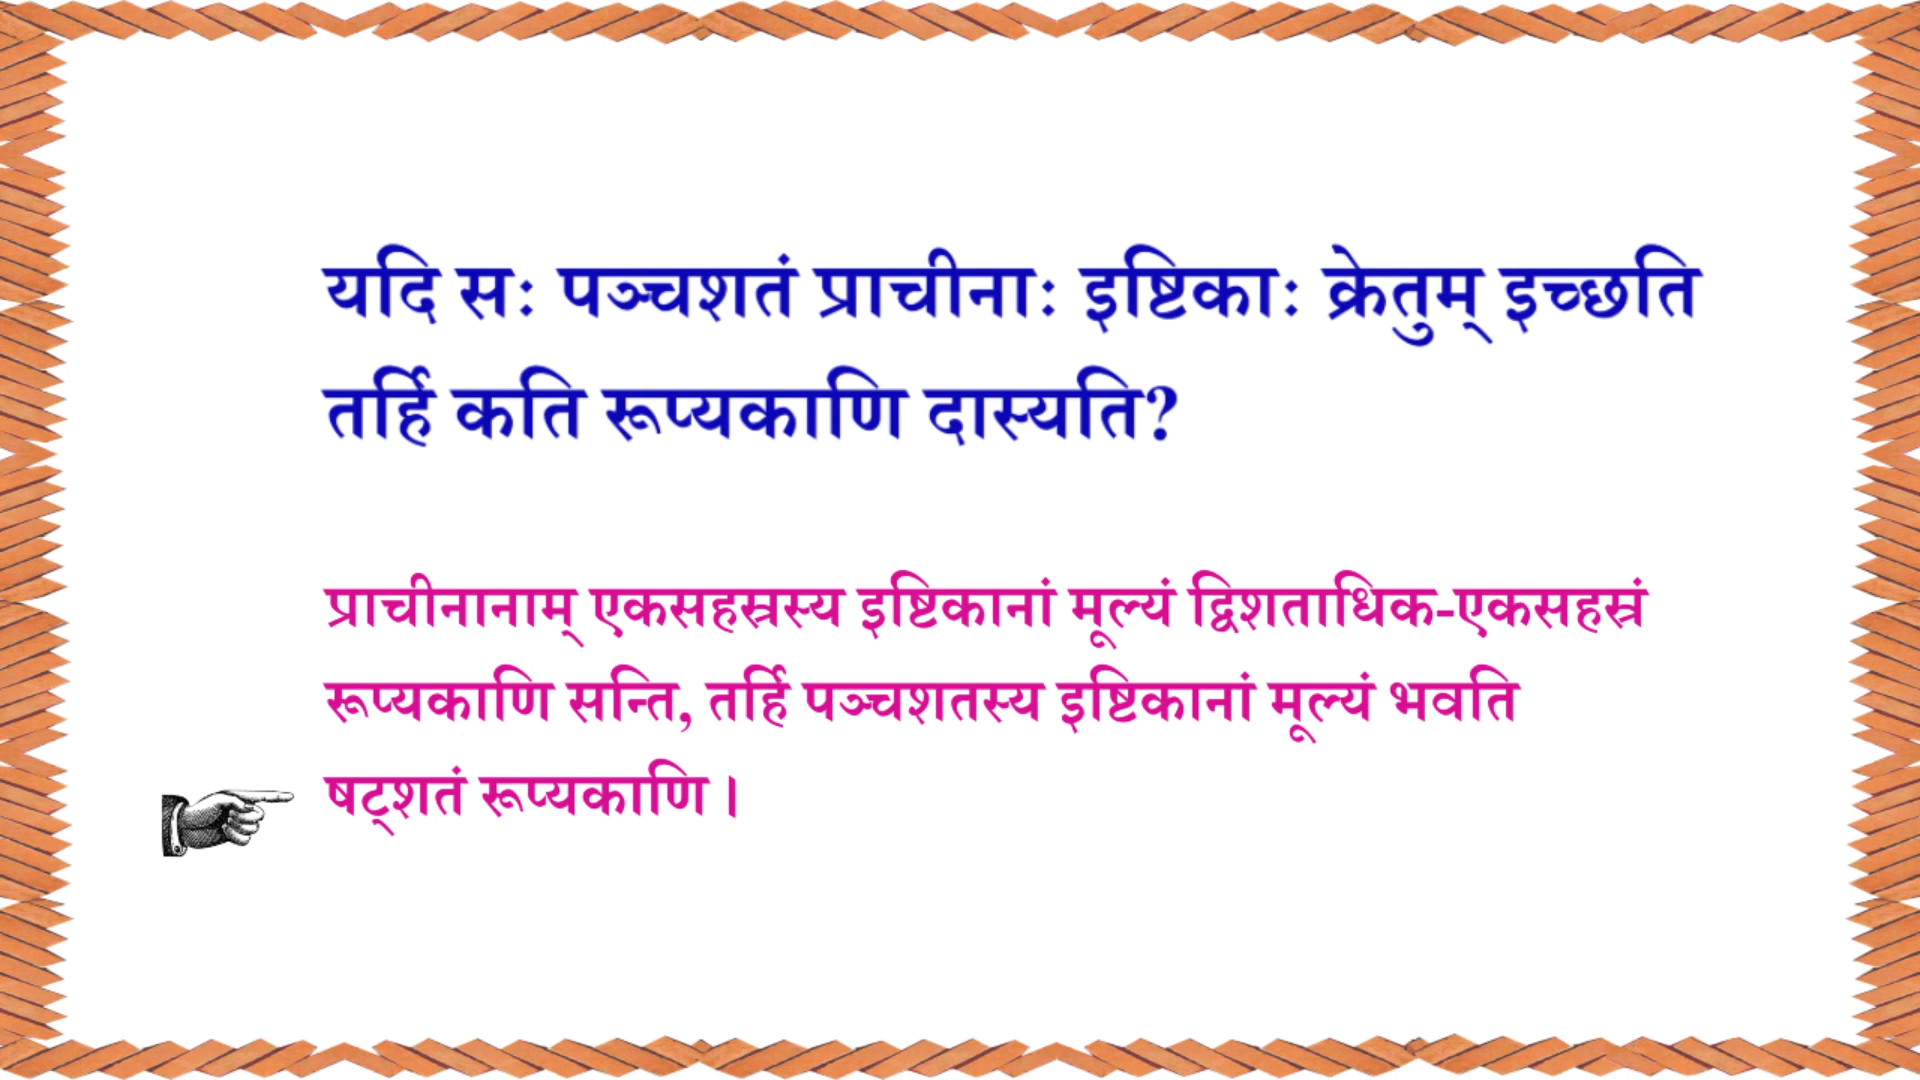 यदि सः पञ्चशतं प्राचीनाः इष्टिकाः क्रेतुम् इच्छति
तर्हि कति रूप्यकाणि दास्यति?
प्राचीनानाम् एकसहस्रस्य इष्टिकानां मूल्यं द्विशताधिक-एकसहस्रं
रूप्यकाणि सन्ति, तर्हि पञ्चशतस्य इष्टिकानां मूल्यं भवति
षट्शतं रूप्यकाणि ।